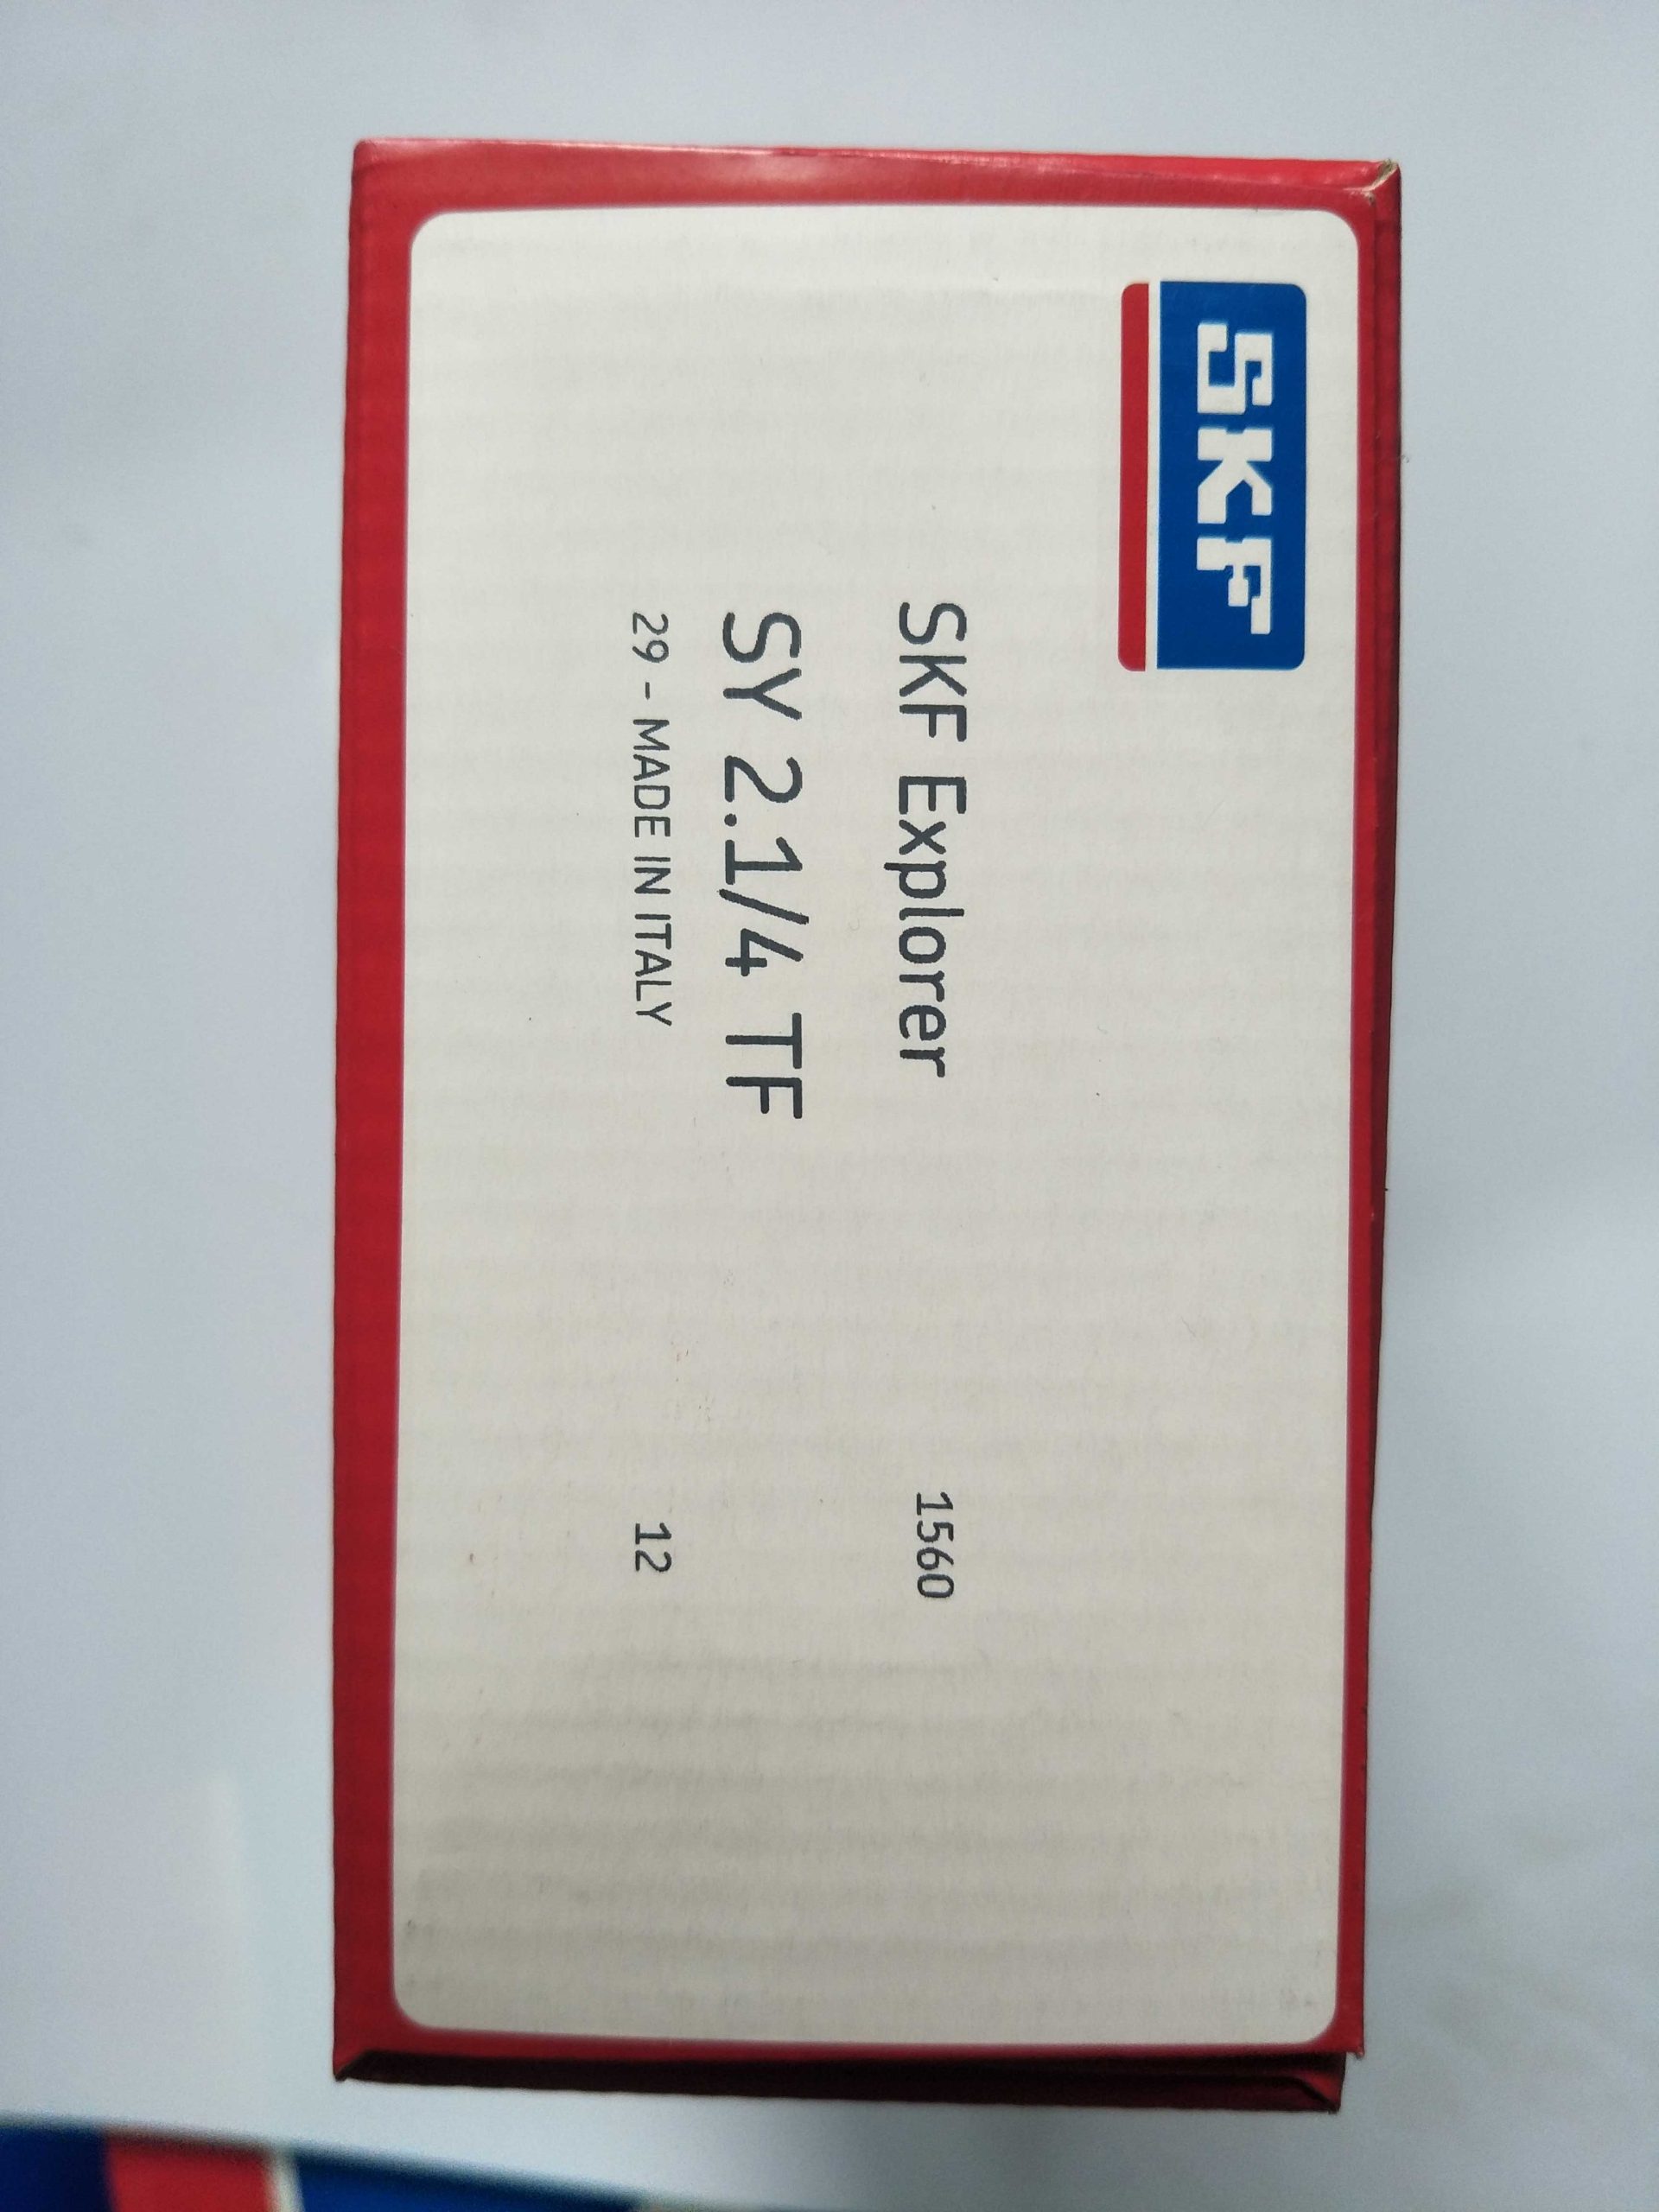 SKF
SKF Explorer 1560
SY 2.1/4 TF
29 - MADE IN ITALY 12